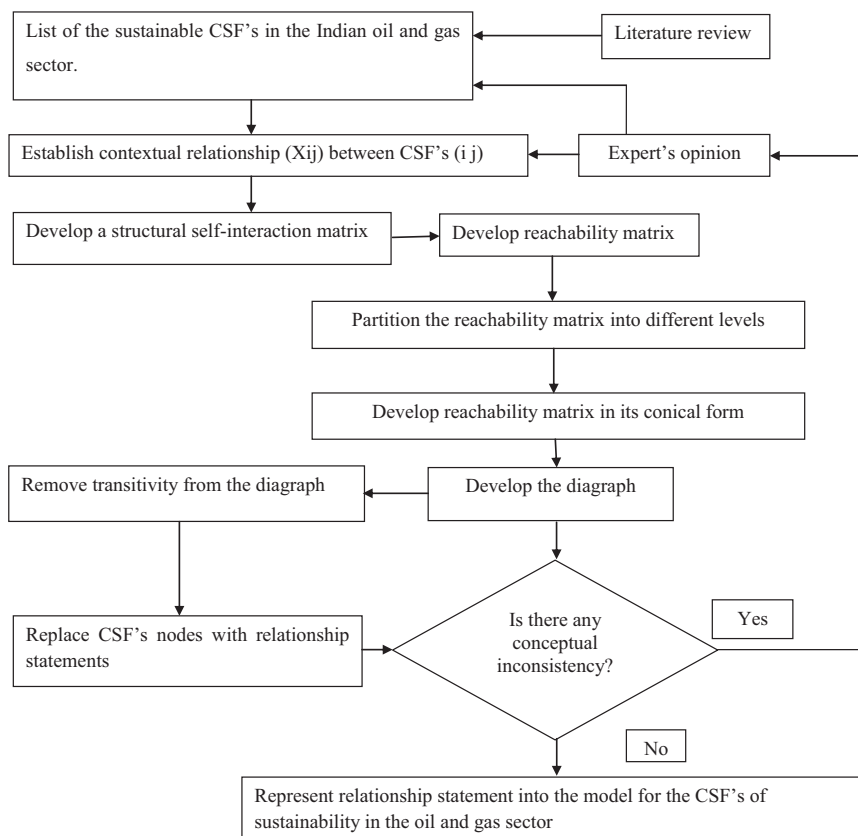 List of the sustainable CSF's in the Indian oil and gas
sector.
Literature review
Establish contextual relationship (Xij) between CSF's (i j)
Expert's opinion
Develop a structural self-interaction matrix
Develop reachability matrix
Partition the reachability matrix into different levels
Develop reachability matrix in its conical form
Remove transitivity from the diagraph
Develop the diagraph
Replace CSF's nodes with relationship
statements
Is there any
conceptual
inconsistency?
Yes
No
Represent relationship statement into the model for the CSF's of
sustainability in the oil and gas sector